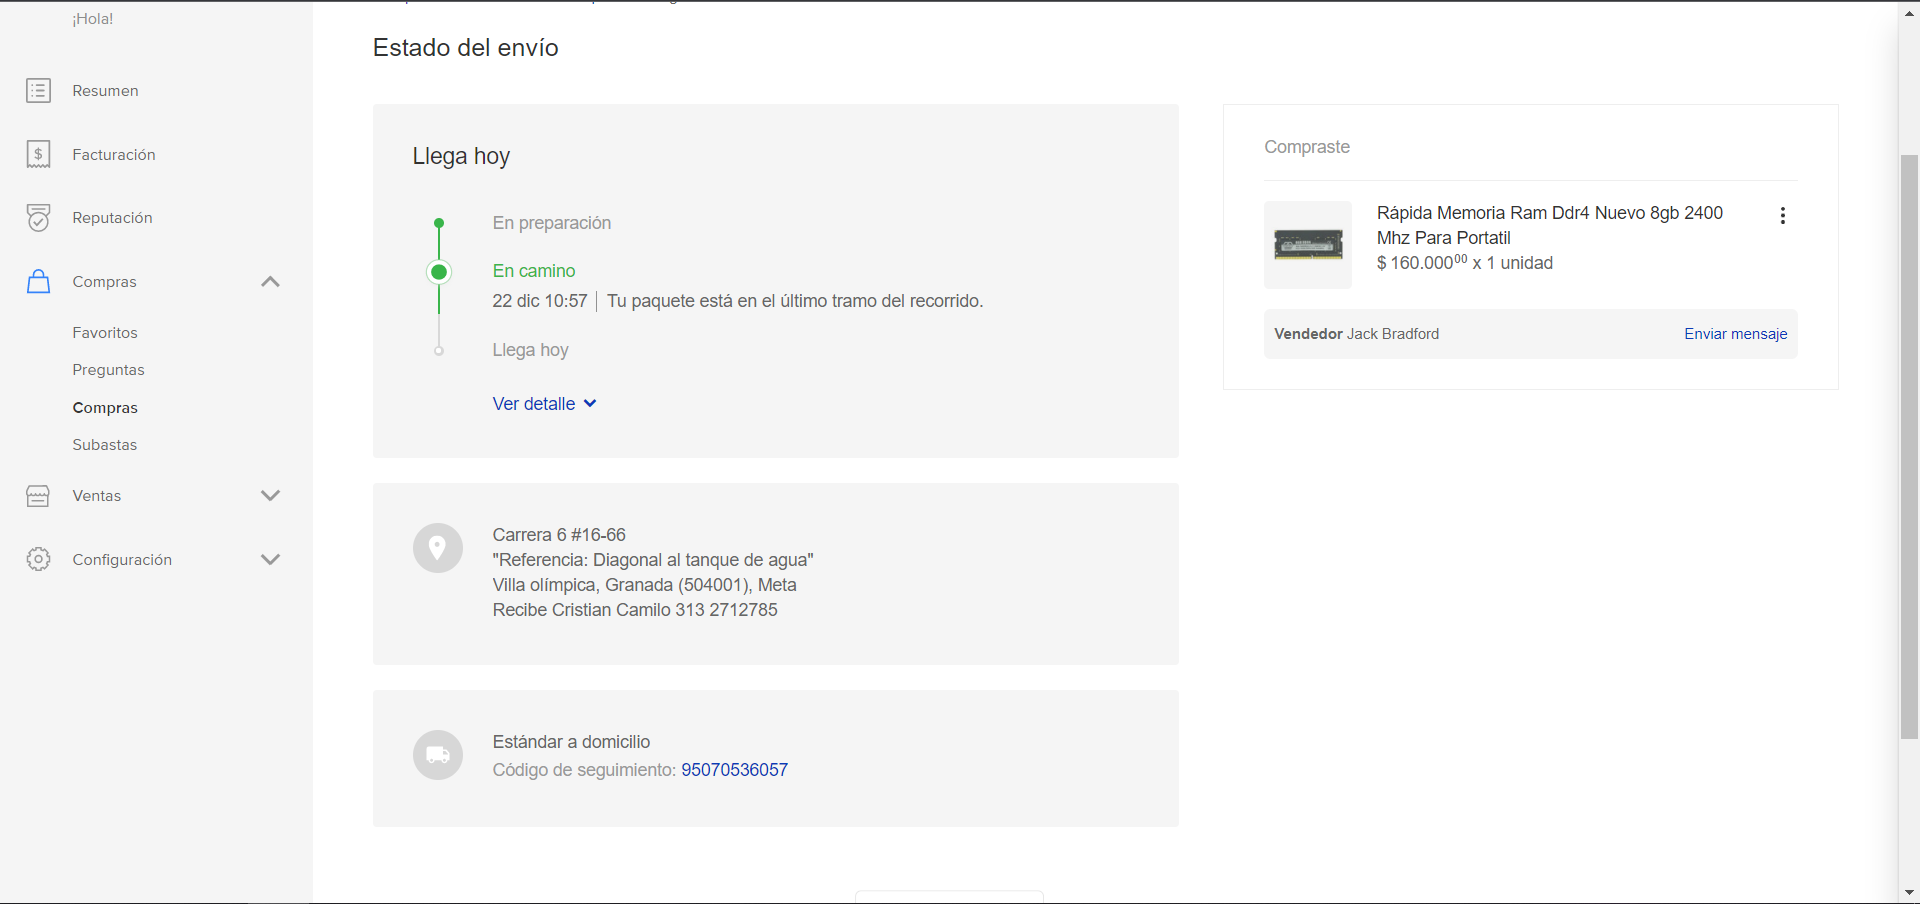 ¡Hola!
Resumen
Facturación
Reputación
Compras
Favoritos
Preguntas
Compras
Subastas
Ventas
Configuración
Estado del envío
Llega hoy
En preparación
En camino
22 dic 10:57 | Tu paquete está en el último tramo del recorrido.
Llega hoy
Ver detalle
Carrera 6 #16-66
"Referencia: Diagonal al tanque de agua"
Villa olímpica, Granada (504001), Meta
Recibe Cristian Camilo 313 2712785
Estándar a domicilio
Código de seguimiento: 95070536057
Compraste
Rápida Memoria Ram Ddr4 Nuevo 8gb 2400
Mhz Para Portatil
$ 160.000⁰⁰ x 1 unidad
Vendedor Jack Bradford Enviar mensaje